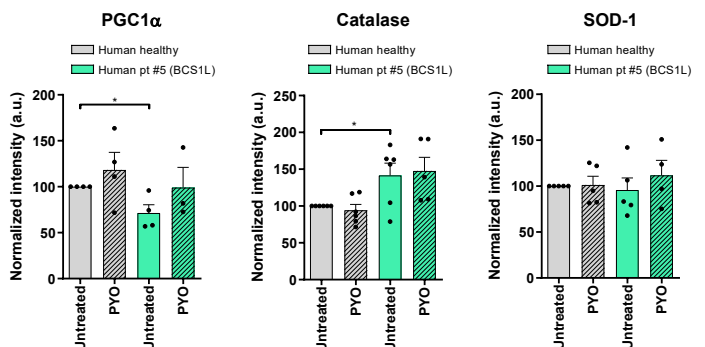 PGC1α
Human healthy
Human pt #5 (BCS1L)
Normalized intensity (a.u.)
200
150
100
50
0
*
Untreated
PYO
Untreated
PYO
Catalase
Human healthy
Human pt #5 (BCS1L)
Normalized intensity (a.u.)
250
200
150
100
50
0
*
Untreated
PYO
Untreated
PYO
SOD-1
Human healthy
Human pt #5 (BCS1L)
Normalized intensity (a.u.)
200
150
100
50
0
Untreated
PYO
Untreated
PYO